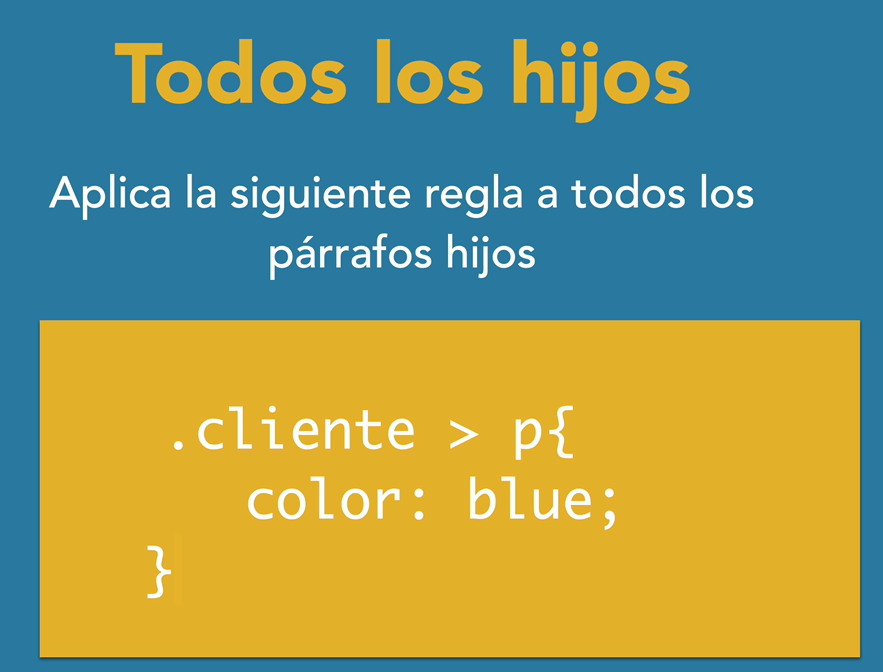 Todos los hijos
Aplica la siguiente regla a todos los
párrafos hijos
.cliente > p{
color: blue;
}